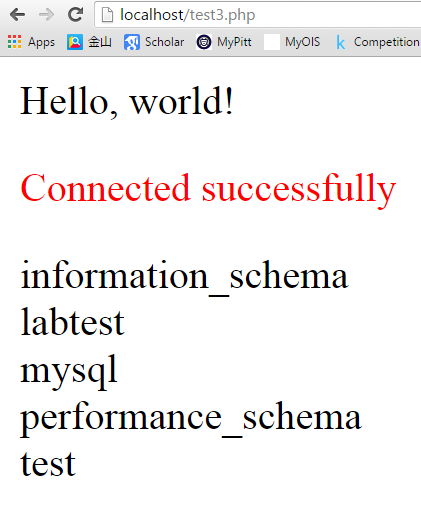 localhost/test3.php
Apps 金山 Scholar MyPitt MyOIS k Competition
Hello, world!
Connected successfully
information_schema
labtest
mysql
performance_schema
test